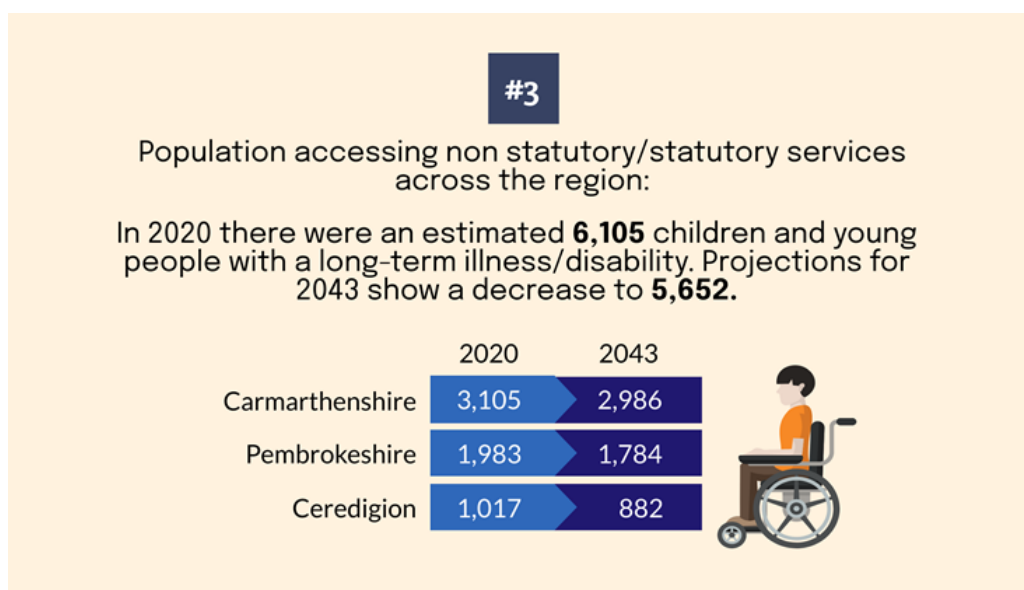 #3
Population accessing non statutory/statutory services
across the region:
In 2020 there were an estimated 6,105 children and young
people with a long-term illness/disability. Projections for
2043 show a decrease to 5,652.
2020 2043
Carmarthenshire 3,105 2,986
Pembrokeshire 1,983 1,784
Ceredigion 1,017 882